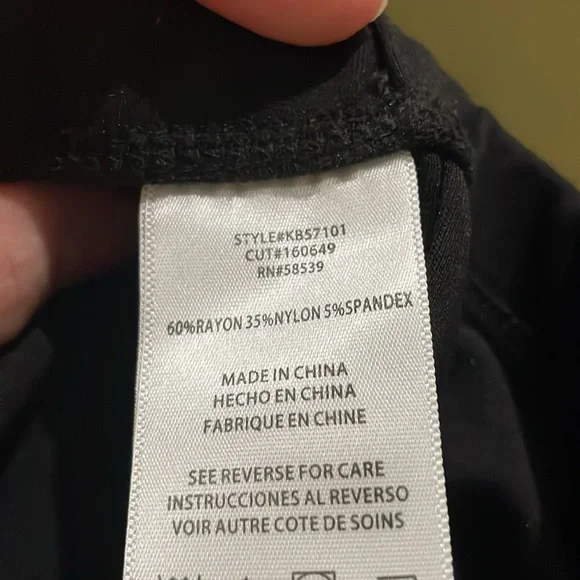 STYLE#KB57101
CUT#160649
RN#58539
60%RAYON 35%NYLON 5%SPANDEX
MADE IN CHINA
HECHO EN CHINA
FABRIQUE EN CHINE
SEE REVERSE FOR CARE
INSTRUCCIONES AL REVERSO
VOIR AUTRE COTE DE SOINS